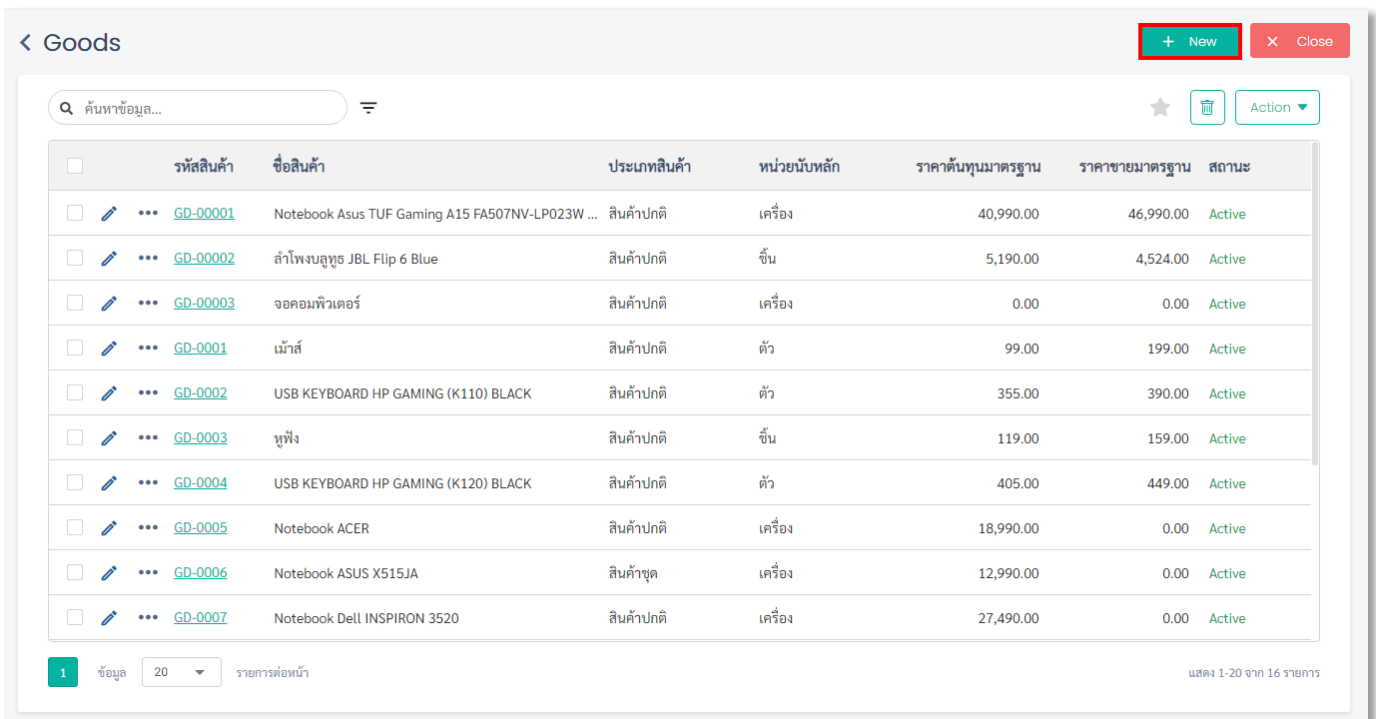 Goods
+ New
× Close
ค้นหาข้อมูล...
Action
รหัสสินค้า ชื่อสินค้า ประเภทสินค้า หน่วยนับหลัก ราคาต้นทุนมาตรฐาน ราคาขายมาตรฐาน สถานะ
GD-00001 Notebook Asus TUF Gaming A15 FA507NV-LP023W ... สินค้าปกติ เครื่อง 40,990.00 46,990.00 Active
GD-00002 ลำโพงบลูทูธ JBL Flip 6 Blue สินค้าปกติ ชิ้น 5,190.00 4,524.00 Active
GD-00003 จอคอมพิวเตอร์ สินค้าปกติ เครื่อง 0.00 0.00 Active
GD-0001 เม้าส์ สินค้าปกติ ตัว 99.00 199.00 Active
GD-0002 USB KEYBOARD HP GAMING (K110) BLACK สินค้าปกติ ตัว 355.00 390.00 Active
GD-0003 หูฟัง สินค้าปกติ ชิ้น 119.00 159.00 Active
GD-0004 USB KEYBOARD HP GAMING (K120) BLACK สินค้าปกติ ตัว 405.00 449.00 Active
GD-0005 Notebook ACER สินค้าปกติ เครื่อง 18,990.00 0.00 Active
GD-0006 Notebook ASUS X515JA สินค้าชุด เครื่อง 12,990.00 0.00 Active
GD-0007 Notebook Dell INSPIRON 3520 สินค้าปกติ เครื่อง 27,490.00 0.00 Active
1 ข้อมูล 20 รายการต่อหน้า แสดง 1-20 จาก 16 รายการ